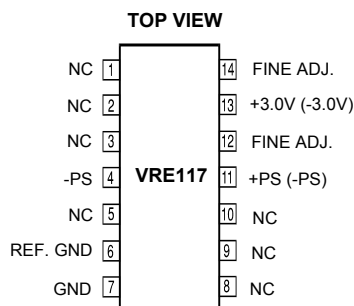 TOP VIEW
NC 1 14 FINE ADJ.
NC 2 13 +3.0V (-3.0V)
NC 3 12 FINE ADJ.
-PS 4 VRE117 11 +PS (-PS)
NC 5 10 NC
REF. GND 6 9 NC
GND 7 8 NC